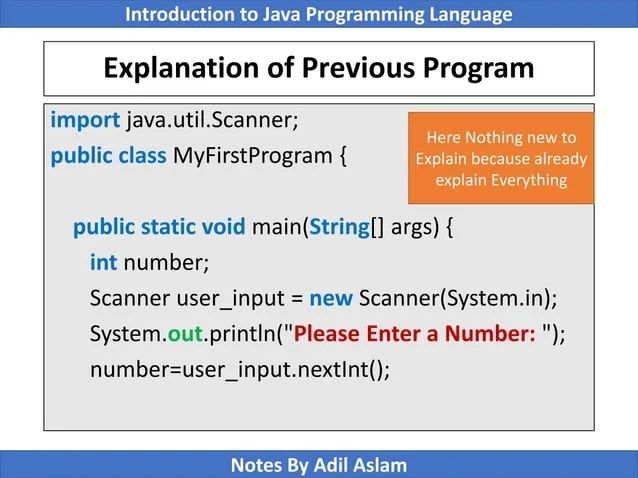 Introduction to Java Programming Language
Explanation of Previous Program
import java.util.Scanner;
public class MyFirstProgram {
Here Nothing new to
Explain because already
explain Everything
public static void main(String[] args) {
int number;
Scanner user_input = new Scanner(System.in);
System.out.println("Please Enter a Number: ");
number=user_input.nextInt();
Notes By Adil Aslam